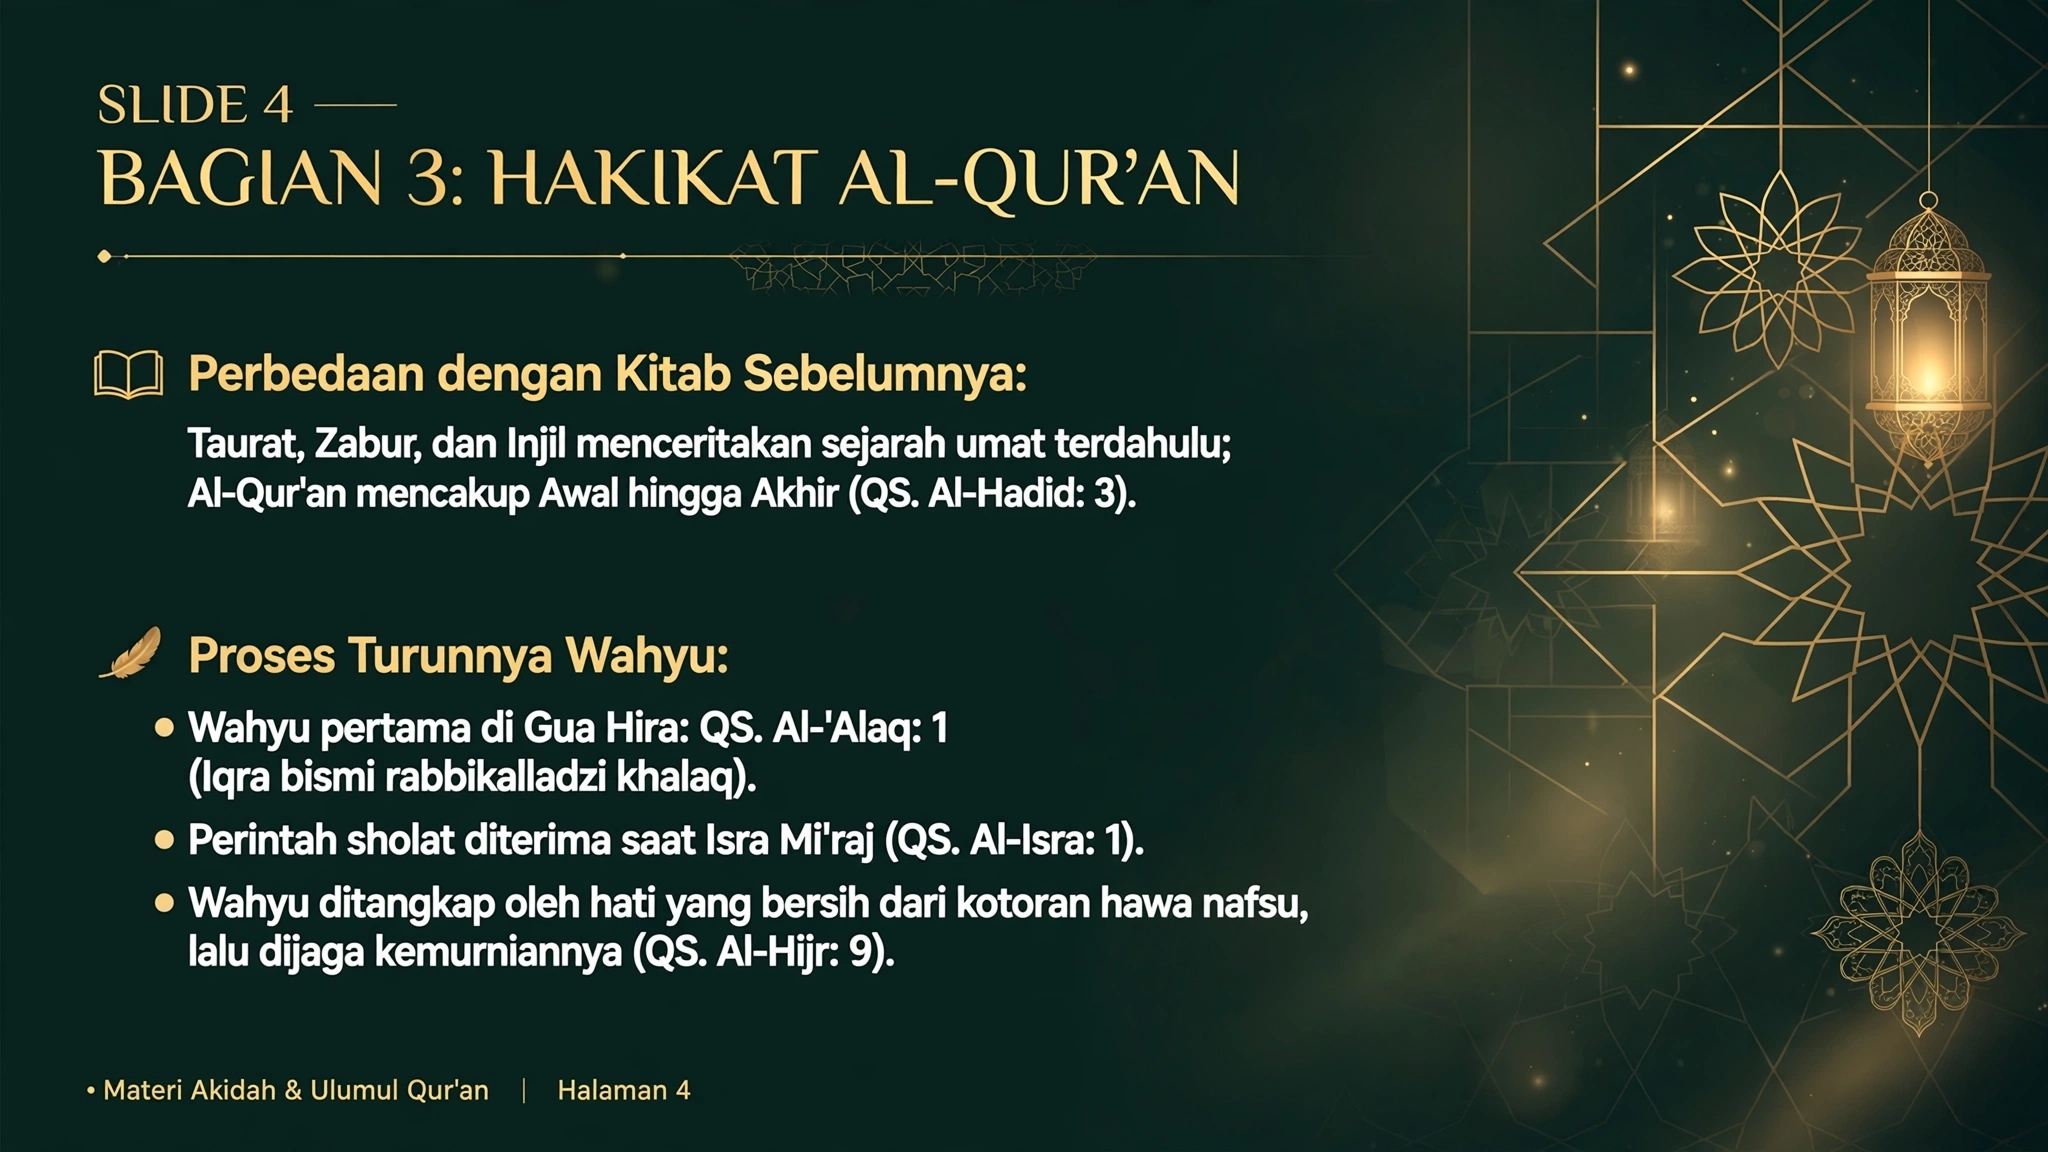 SLIDE 4
BAGIAN 3: HAKIKAT AL-QUR’AN
Perbedaan dengan Kitab Sebelumnya:
Taurat, Zabur, dan Injil menceritakan sejarah umat terdahulu;
Al-Qur'an mencakup Awal hingga Akhir (QS. Al-Hadid: 3).
Proses Turunnya Wahyu:
• Wahyu pertama di Gua Hira: QS. Al-'Alaq: 1
(Iqra bismi rabbikalladzi khalaq).
• Perintah sholat diterima saat Isra Mi'raj (QS. Al-Isra: 1).
• Wahyu ditangkap oleh hati yang bersih dari kotoran hawa nafsu,
lalu dijaga kemurniannya (QS. Al-Hijr: 9).
• Materi Akidah & Ulumul Qur'an | Halaman 4